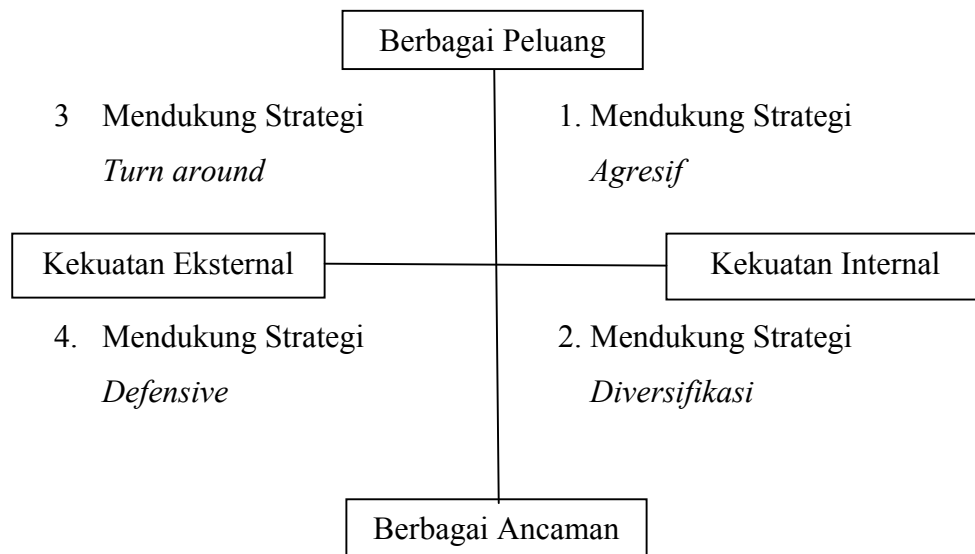 Berbagai Peluang
3 Mendukung Strategi
Turn around
1. Mendukung Strategi
Agresif
Kekuatan Eksternal
Kekuatan Internal
4. Mendukung Strategi
Defensive
2. Mendukung Strategi
Diversifikasi
Berbagai Ancaman